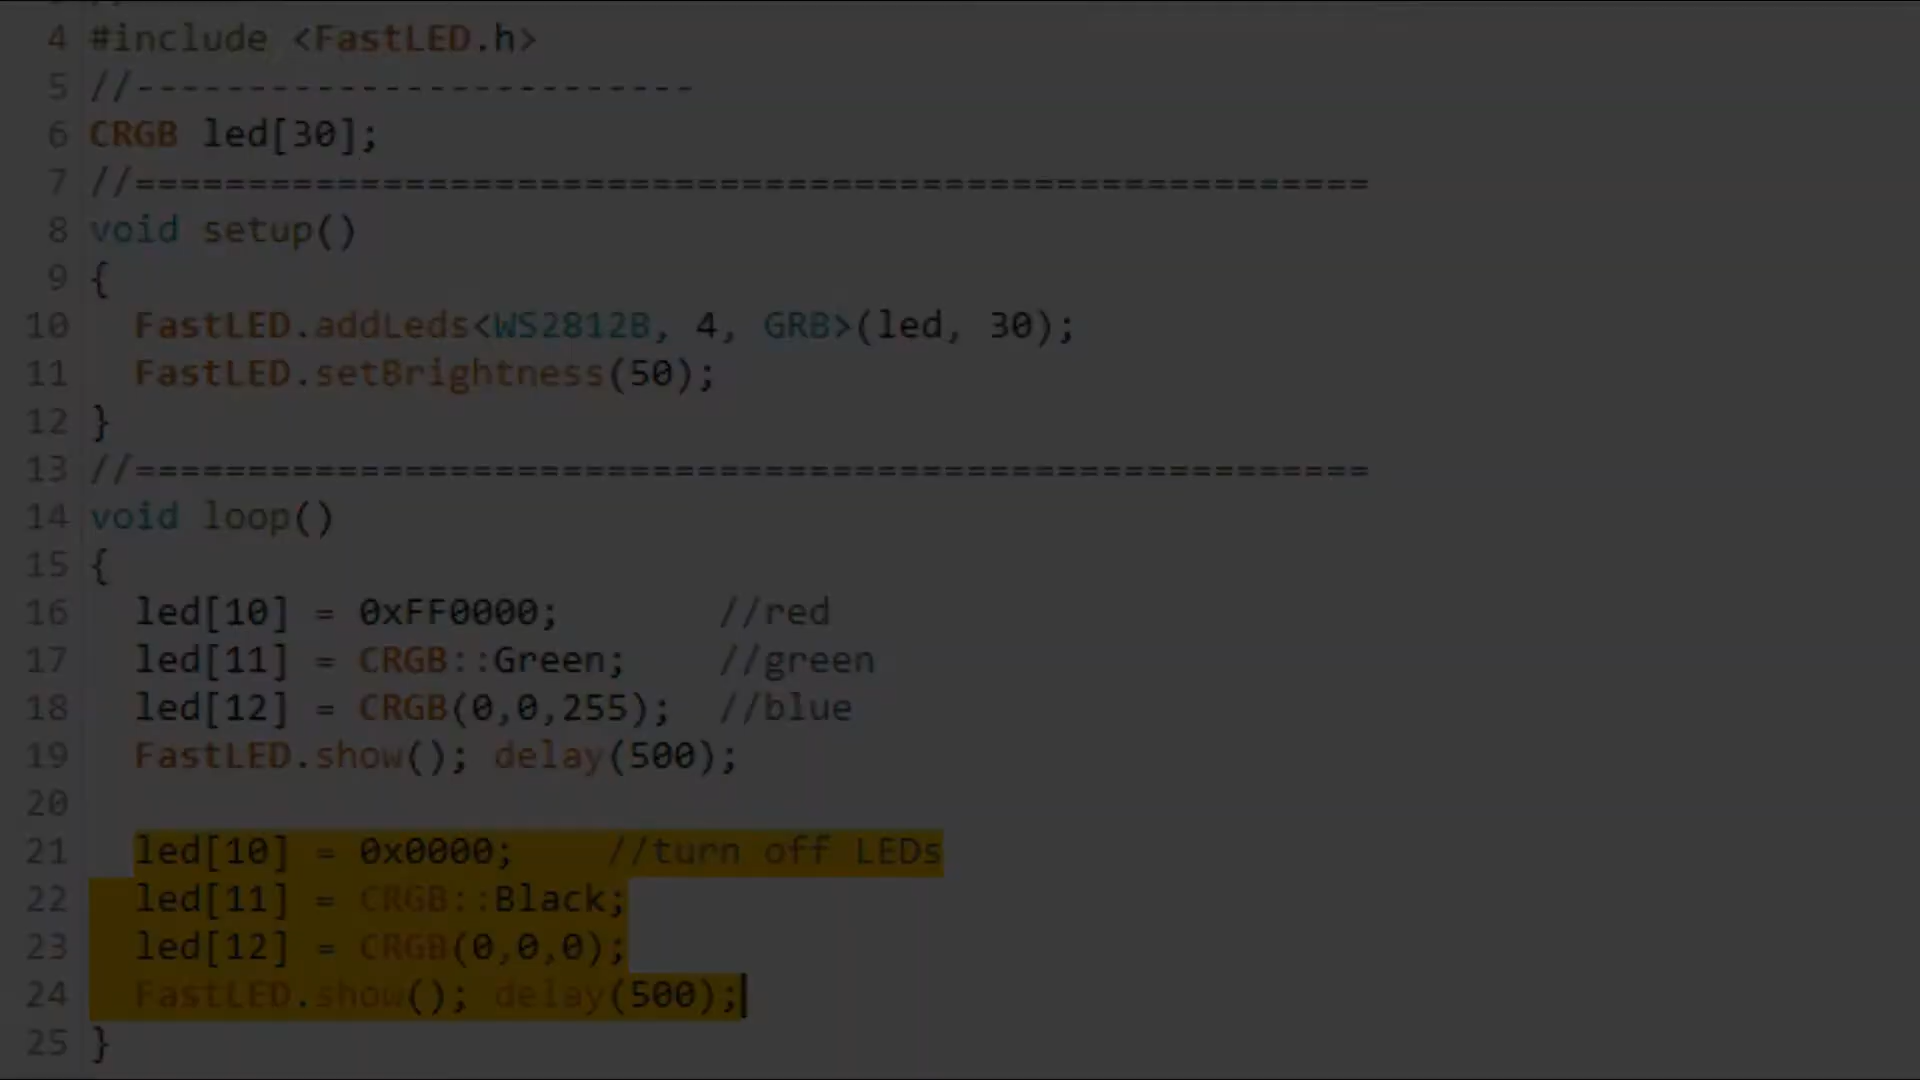 4 #include <FastLED.h>
5 //-------------------------
6 CRGB led[30];
7 //=======================================================
8 void setup()
9 {
10 FastLED.addLeds<WS2812B, 4, GRB>(led, 30);
11 FastLED.setBrightness(50);
12 }
13 //=======================================================
14 void loop()
15 {
16 led[10] = 0xFF0000; //red
17 led[11] = CRGB::Green; //green
18 led[12] = CRGB(0,0,255); //blue
19 FastLED.show(); delay(500);
20
21 led[10] = 0x0000; //turn off LEDs
22 led[11] = CRGB::Black;
23 led[12] = CRGB(0,0,0);
24 FastLED.show(); delay(500);
25 }